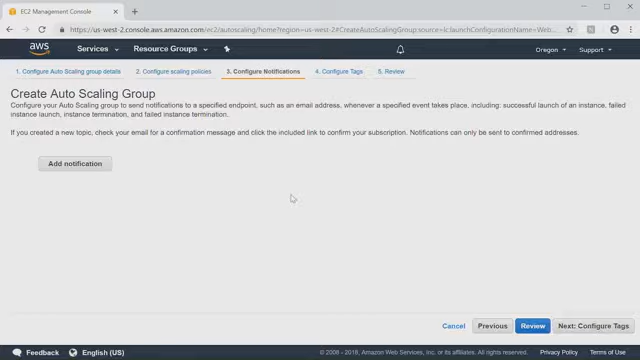 EC2 Management Console
https://us-west-2.console.aws.amazon.com/ec2/autoscaling/home?region=us-west-2#CreateAutoScalingGroup:source=lc;launchConfigurationName=Web...
aws Services Resource Groups Oregon Support
1. Configure Auto Scaling group details 2. Configure scaling policies 3. Configure Notifications 4. Configure Tags 5. Review
Create Auto Scaling Group
Configure your Auto Scaling group to send notifications to a specified endpoint, such as an email address, whenever a specified event takes place, including: successful launch of an instance, failed
instance launch, instance termination, and failed instance termination.
If you created a new topic, check your email for a confirmation message and click the included link to confirm your subscription. Notifications can only be sent to confirmed addresses.
Add notification
Cancel Previous Review Next: Configure Tags
Feedback English (US) © 2008 - 2018, Amazon Web Services, Inc. or its affiliates. All rights reserved. Privacy Policy Terms of Use